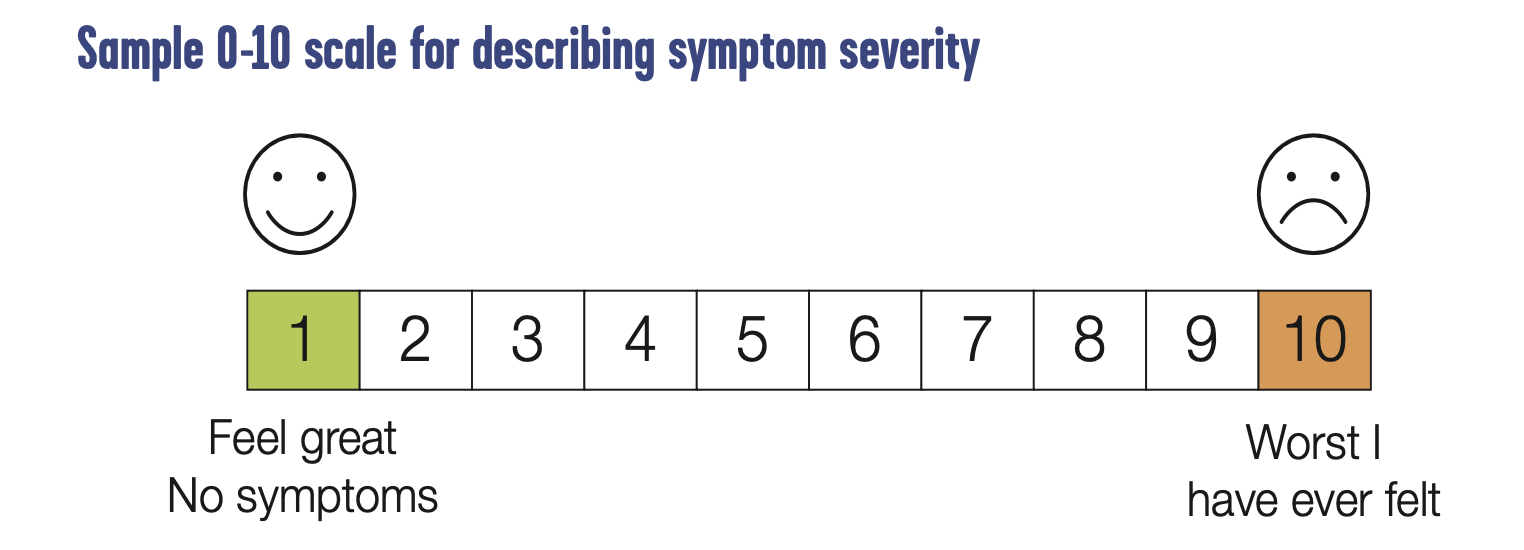 Sample 0-10 scale for describing symptom severity
1 2 3 4 5 6 7 8 9 10
Feel great
No symptoms
Worst I
have ever felt